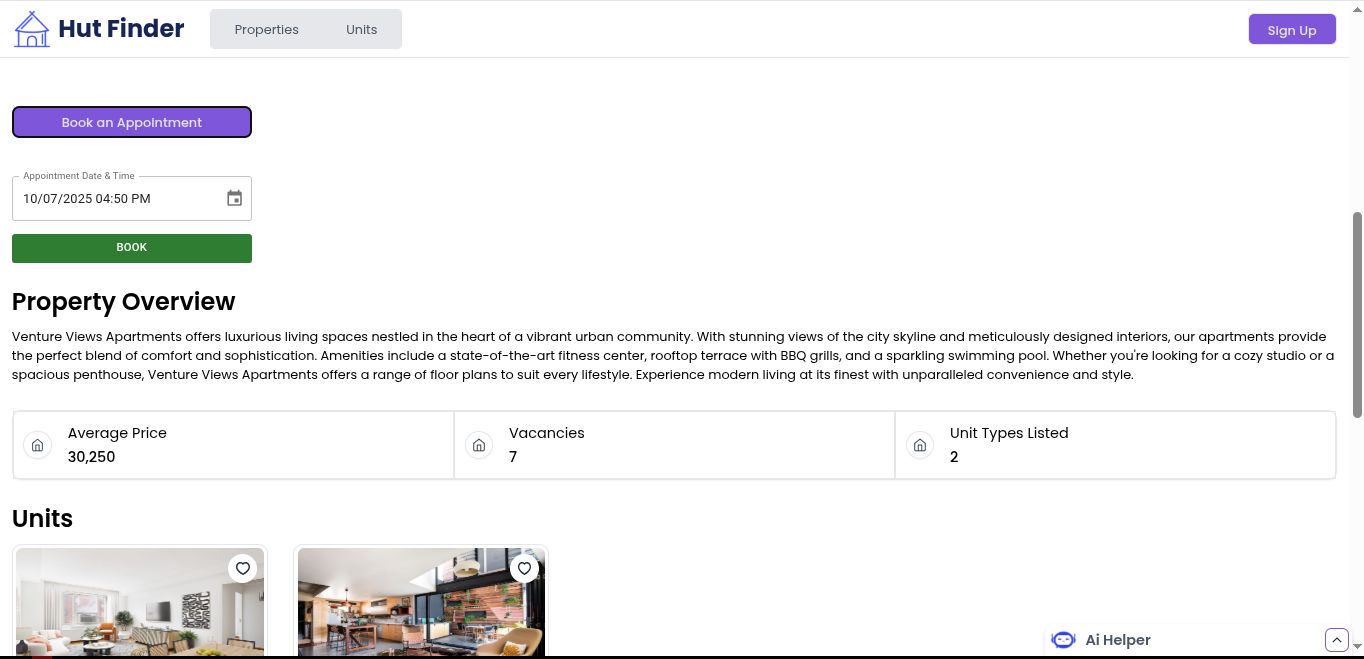 Hut Finder
Properties
Units
Sign Up
Book an Appointment
Appointment Date & Time
10/07/2025 04:50 PM
BOOK
Property Overview
Venture Views Apartments offers luxurious living spaces nestled in the heart of a vibrant urban community. With stunning views of the city skyline and meticulously designed interiors, our apartments provide
the perfect blend of comfort and sophistication. Amenities include a state-of-the-art fitness center, rooftop terrace with BBQ grills, and a sparkling swimming pool. Whether you're looking for a cozy studio or a
spacious penthouse, Venture Views Apartments offers a range of floor plans to suit every lifestyle. Experience modern living at its finest with unparalleled convenience and style.
Average Price
30,250
Vacancies
7
Unit Types Listed
2
Units
Ai Helper